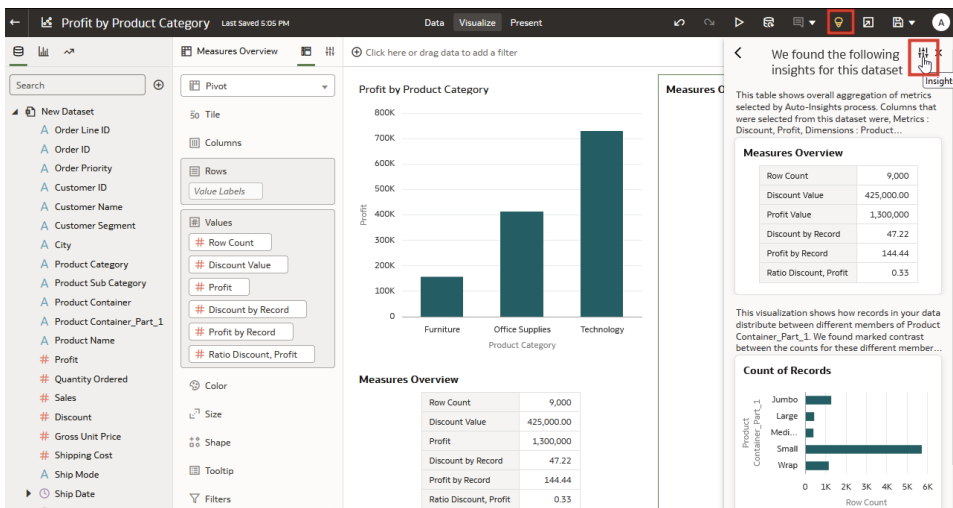 Profit by Product Category Last Saved 5:05 PM
Data Visualize Present
A
Search
New Dataset
A Order Line ID
A Order ID
A Order Priority
A Customer ID
A Customer Name
A Customer Segment
A City
A Product Category
A Product Sub Category
A Product Container
A Product Container_Part_1
A Product Name
# Profit
# Quantity Ordered
# Sales
# Discount
# Gross Unit Price
# Shipping Cost
A Ship Mode
Ship Date
Measures Overview
Pivot
Tile
Columns
Rows
Value Labels
# Values
# Row Count
# Discount Value
# Profit
# Discount by Record
# Profit by Record
# Ratio Discount, Profit
Color
Size
Shape
Tooltip
Filters
Click here or drag data to add a filter
Profit by Product Category
800K
700K
600K
500K
400K
300K
200K
100K
0
Profit
Furniture Office Supplies Technology
Product Category
Measures Overview
Row Count 9,000
Discount Value 425,000.00
Profit 1,300,000
Discount by Record 47.22
Profit by Record 144.44
Ratio Discount, Profit 0.33
Measures O
We found the following
insights for this dataset
Insight
This table shows overall aggregation of metrics
selected by Auto-Insights process. Columns that
were selected from this dataset were, Metrics :
Discount, Profit, Dimensions : Product...
Measures Overview
Row Count 9,000
Discount Value 425,000.00
Profit Value 1,300,000
Discount by Record 47.22
Profit by Record 144.44
Ratio Discount, Profit 0.33
This visualization shows how records in your data
distribute between different members of Product
Container_Part_1. We found marked contrast
between the counts for these different member...
Count of Records
Product
Container_Part_1
Jumbo
Large
Medi...
Small
Wrap
0 1K 2K 3K 4K 5K 6K
Row Count